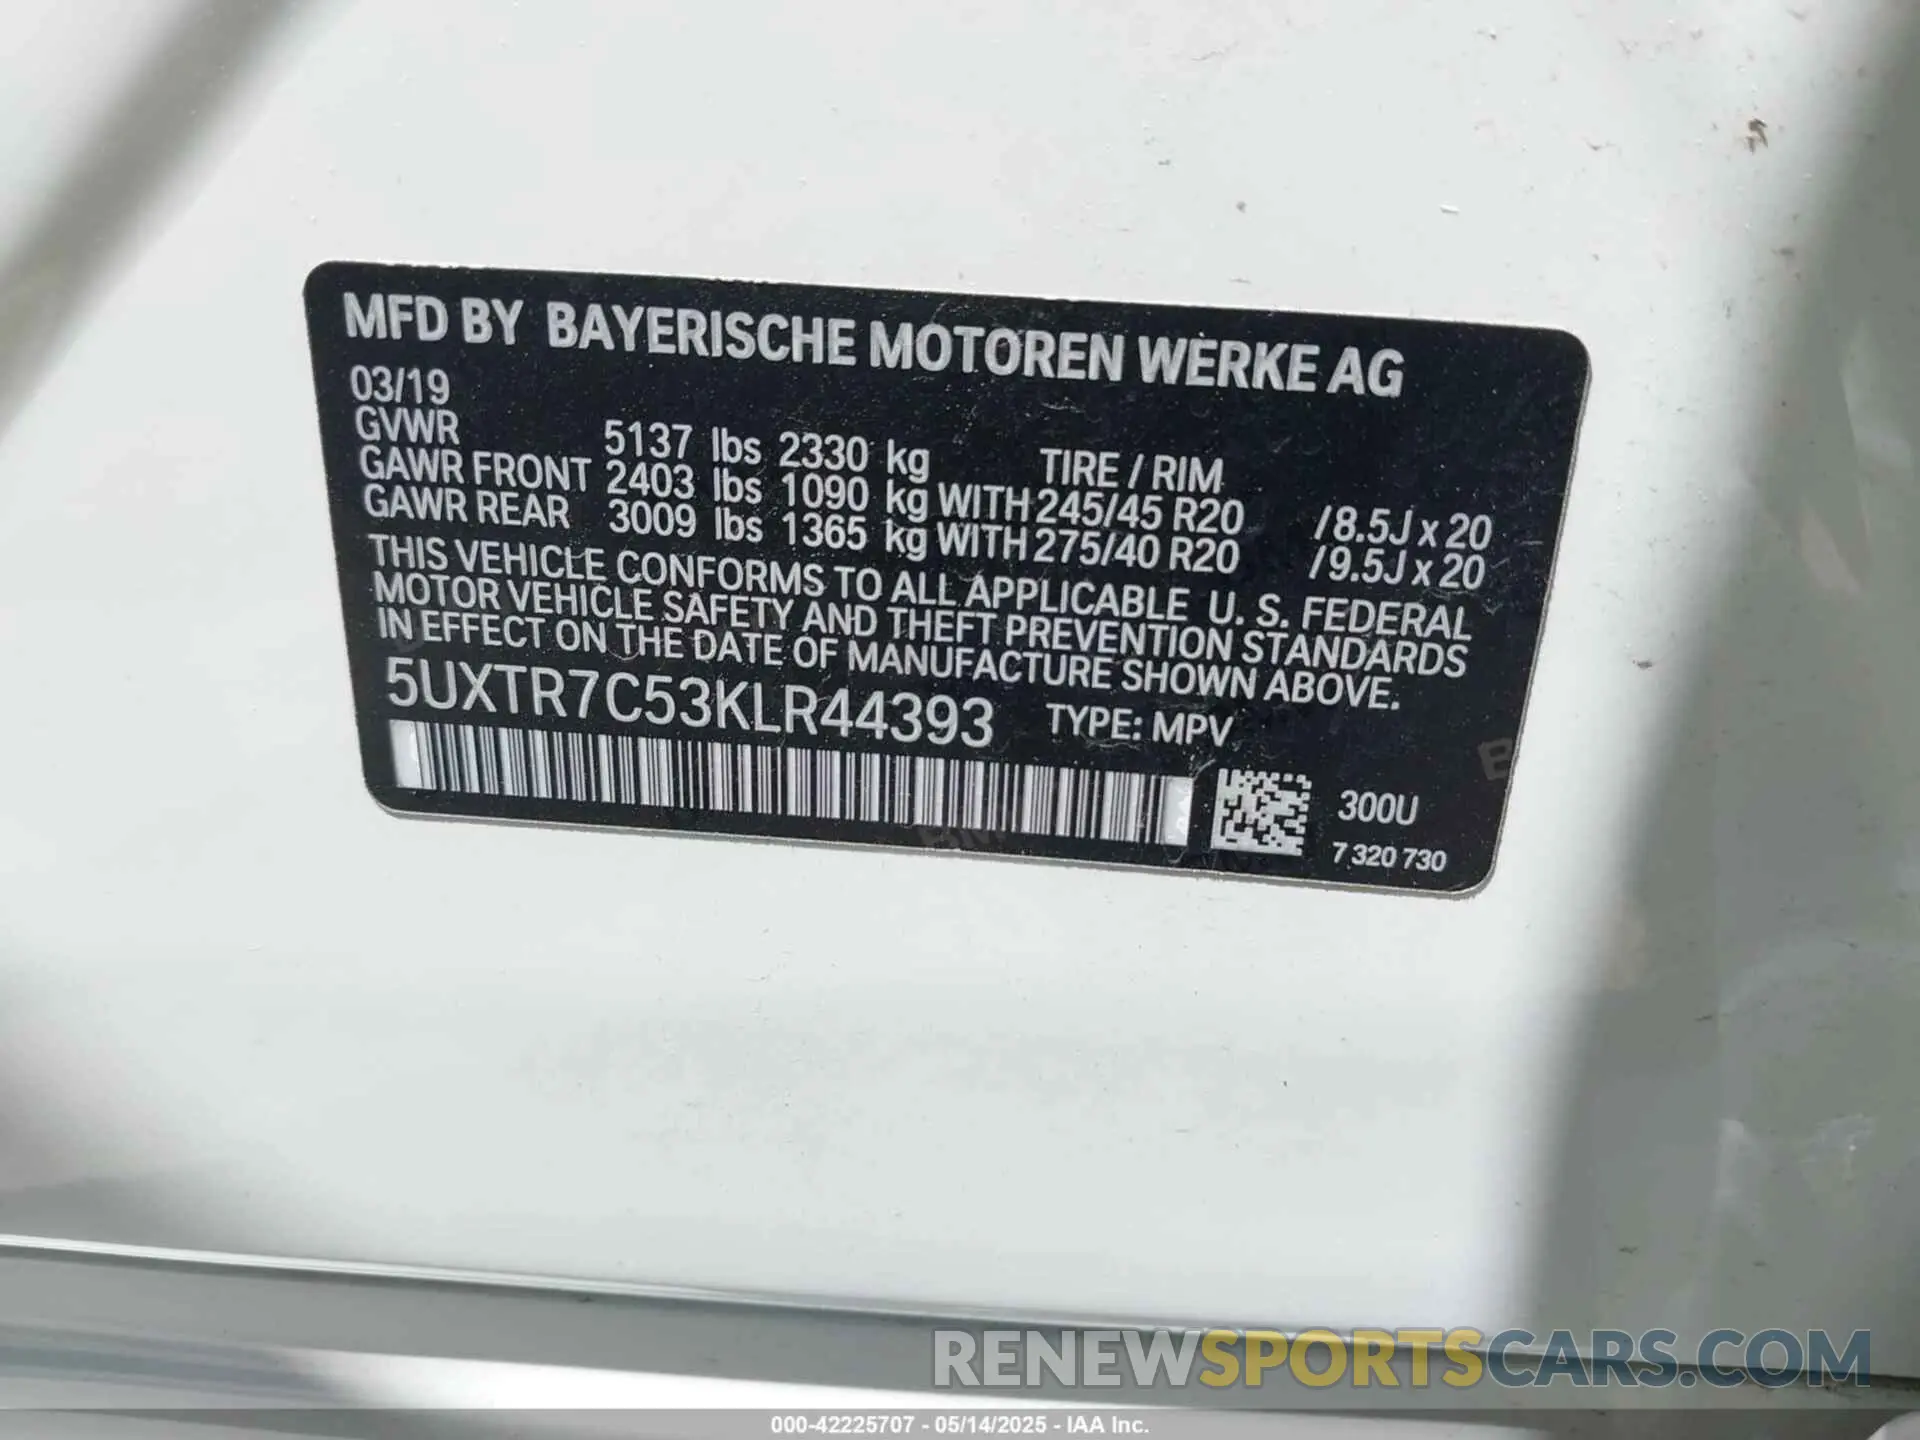 MFD BY BAYERISCHE MOTOREN WERKE AG
03/19
GVWR 5137 lbs 2330 kg TIRE / RIM
GAWR FRONT 2403 lbs 1090 kg WITH 245/45 R20 /8.5J x 20
GAWR REAR 3009 lbs 1365 kg WITH 275/40 R20 /9.5J x 20
THIS VEHICLE CONFORMS TO ALL APPLICABLE U. S. FEDERAL
MOTOR VEHICLE SAFETY AND THEFT PREVENTION STANDARDS
IN EFFECT ON THE DATE OF MANUFACTURE SHOWN ABOVE.
5UXTR7C53KLR44393 TYPE: MPV
300U
7 320 730
RENEWSPORTSCARS.COM
000-42225707 - 05/14/2025 - IAA Inc.